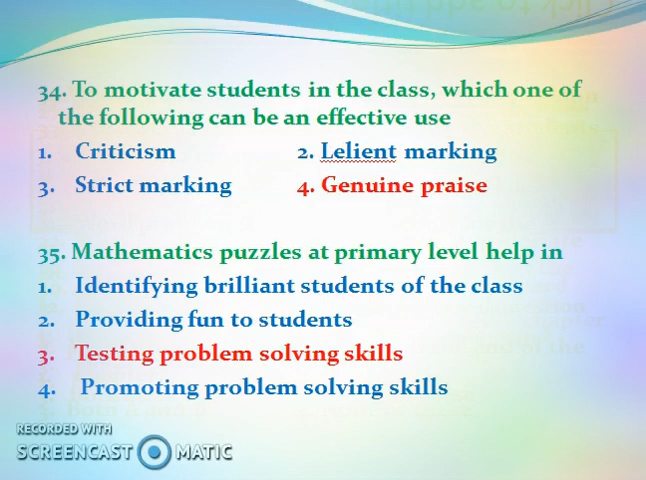 34. To motivate students in the class, which one of
the following can be an effective use
1. Criticism 2. Lelient marking
3. Strict marking 4. Genuine praise
35. Mathematics puzzles at primary level help in
1. Identifying brilliant students of the class
2. Providing fun to students
3. Testing problem solving skills
4. Promoting problem solving skills
RECORDED WITH
SCREENCAST MATIC